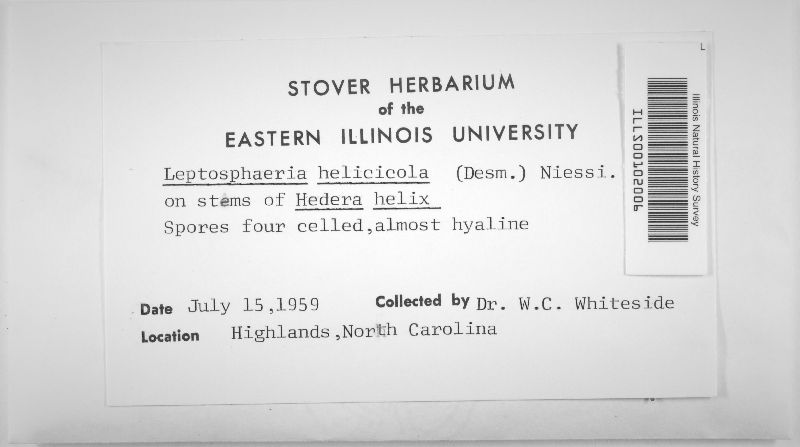 STOVER HERBARIUM
of the
EASTERN ILLINOIS UNIVERSITY
Leptosphaeria helicicola (Desm.) Niessi.
on stems of Hedera helix
Spores four celled,almost hyaline
Date July 15,1959 Collected by Dr. W.C. Whiteside
Location Highlands,North Carolina
L
Illinois Natural History Survey
ILLS00102006